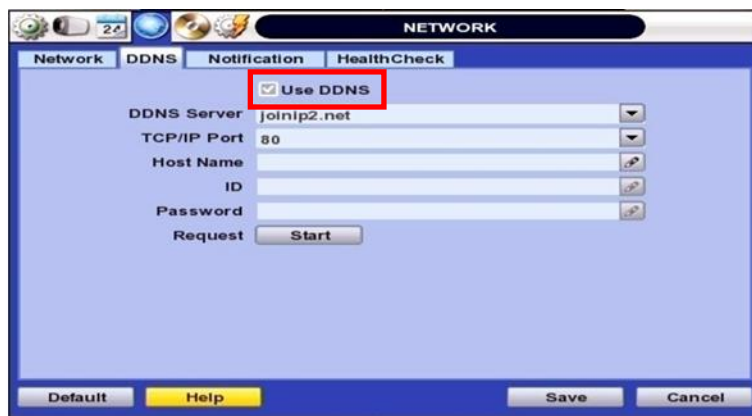 24
NETWORK
Network DDNS Notification HealthCheck
Use DDNS
DDNS Server joinip2.net
TCP/IP Port 80
Host Name
ID
Password
Request Start
Default Help Save Cancel